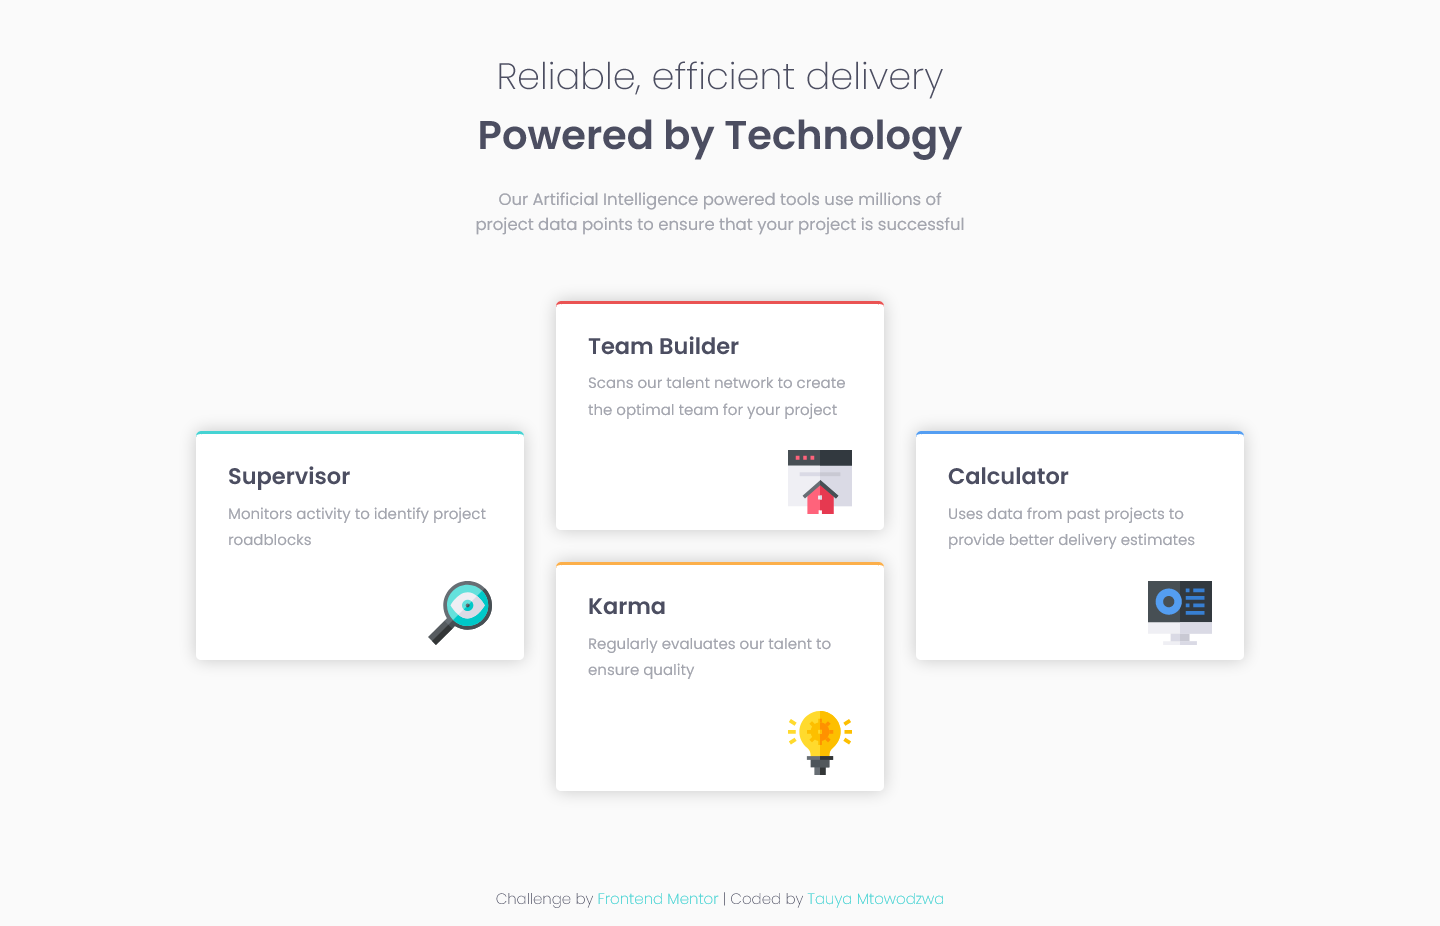 Reliable, efficient delivery
Powered by Technology
Our Artificial Intelligence powered tools use millions of
project data points to ensure that your project is successful
Supervisor
Monitors activity to identify project
roadblocks
Team Builder
Scans our talent network to create
the optimal team for your project
Karma
Regularly evaluates our talent to
ensure quality
Calculator
Uses data from past projects to
provide better delivery estimates
Challenge by Frontend Mentor | Coded by Tauya Mtowodzwa